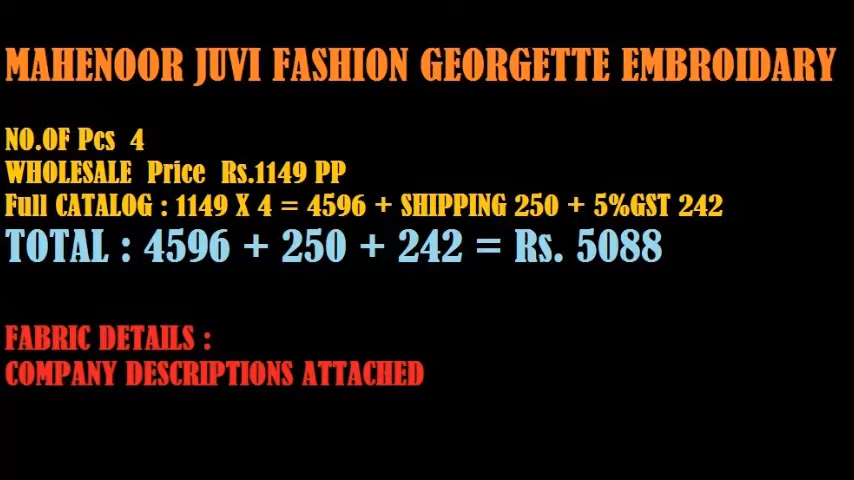 MAHENOOR JUVI FASHION GEORGETTE EMBROIDARY
NO.OF Pcs 4
WHOLESALE Price Rs.1149 PP
Full CATALOG : 1149 X 4 = 4596 + SHIPPING 250 + 5%GST 242
TOTAL : 4596 + 250 + 242 = Rs. 5088
FABRIC DETAILS :
COMPANY DESCRIPTIONS ATTACHED